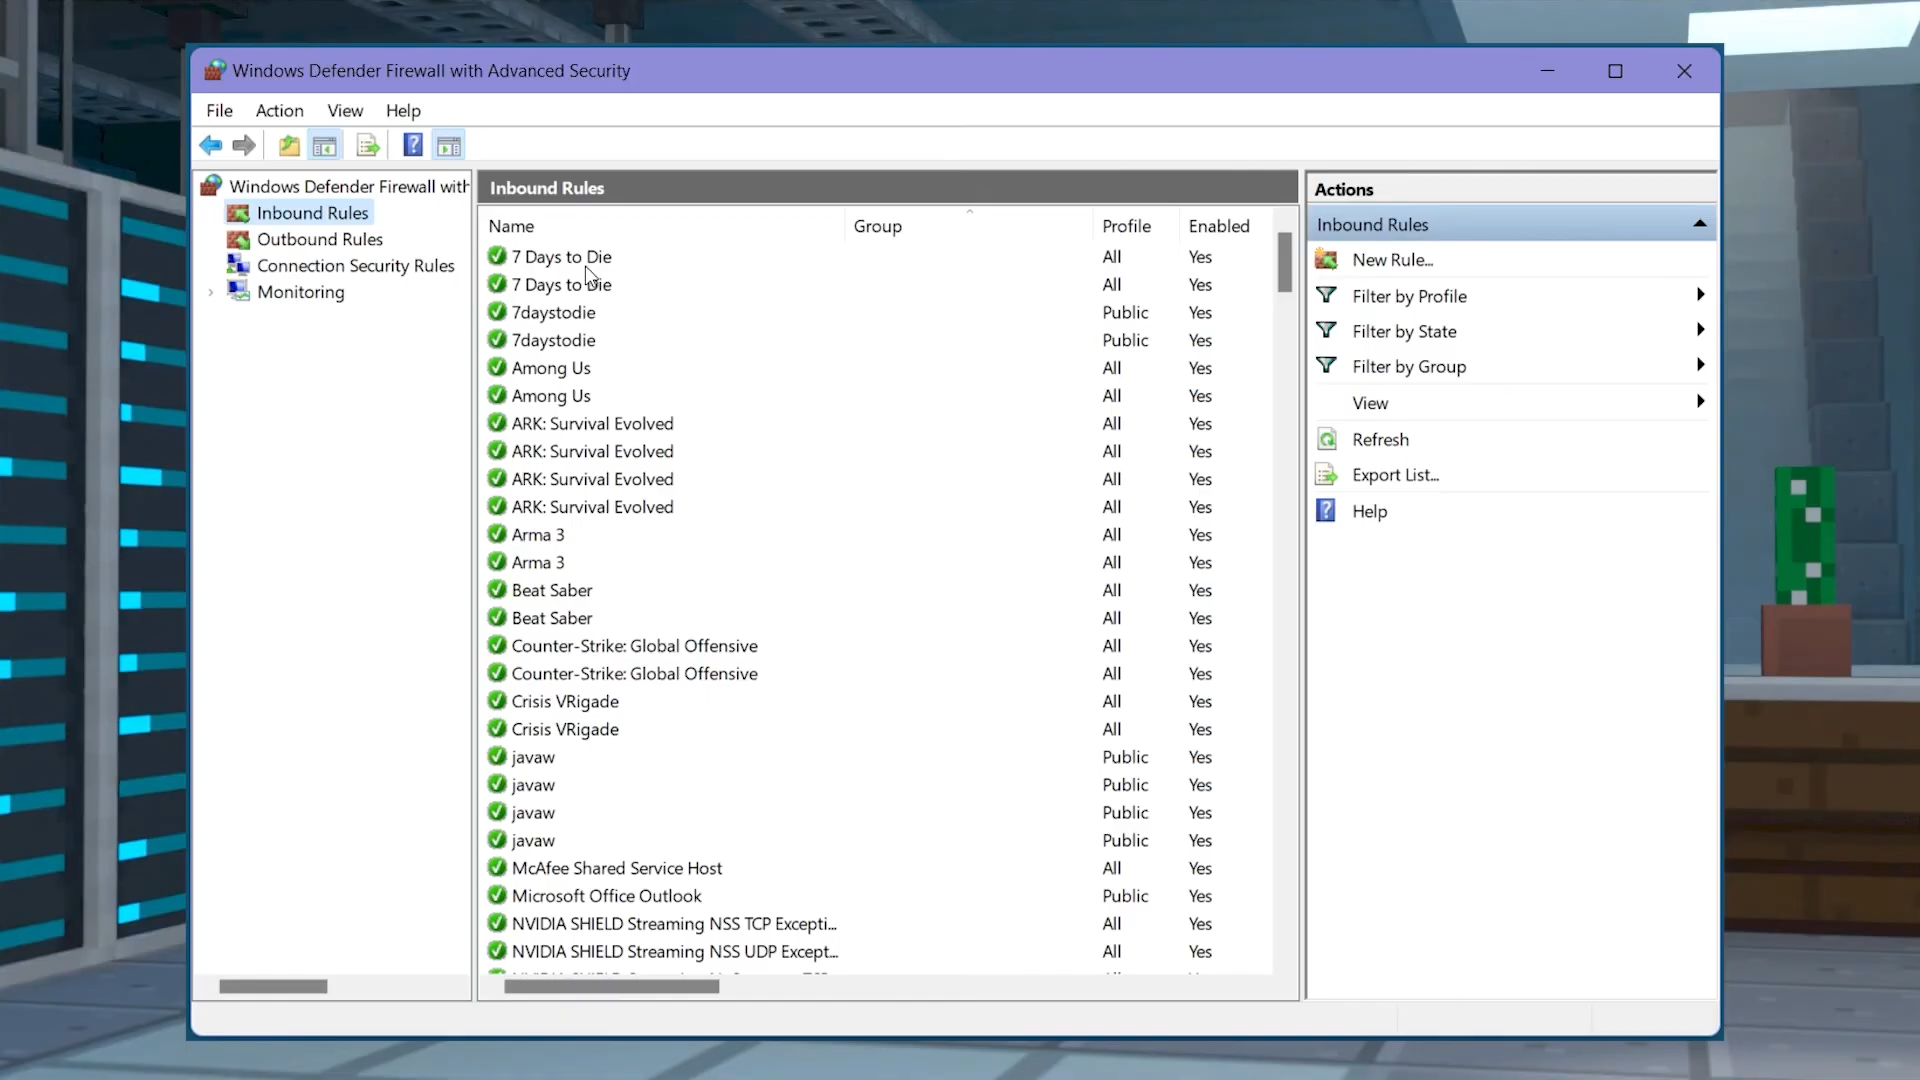 Windows Defender Firewall with Advanced Security
File Action View Help
Windows Defender Firewall with
Inbound Rules
Outbound Rules
Connection Security Rules
Monitoring
Inbound Rules
Name Group Profile Enabled
7 Days to Die All Yes
7 Days to Die All Yes
7daystodie Public Yes
7daystodie Public Yes
Among Us All Yes
Among Us All Yes
ARK: Survival Evolved All Yes
ARK: Survival Evolved All Yes
ARK: Survival Evolved All Yes
ARK: Survival Evolved All Yes
Arma 3 All Yes
Arma 3 All Yes
Beat Saber All Yes
Beat Saber All Yes
Counter-Strike: Global Offensive All Yes
Counter-Strike: Global Offensive All Yes
Crisis VRigade All Yes
Crisis VRigade All Yes
javaw Public Yes
javaw Public Yes
javaw Public Yes
javaw Public Yes
McAfee Shared Service Host All Yes
Microsoft Office Outlook Public Yes
NVIDIA SHIELD Streaming NSS TCP Excepti... All Yes
NVIDIA SHIELD Streaming NSS UDP Except... All Yes
Actions
Inbound Rules
New Rule...
Filter by Profile
Filter by State
Filter by Group
View
Refresh
Export List...
Help